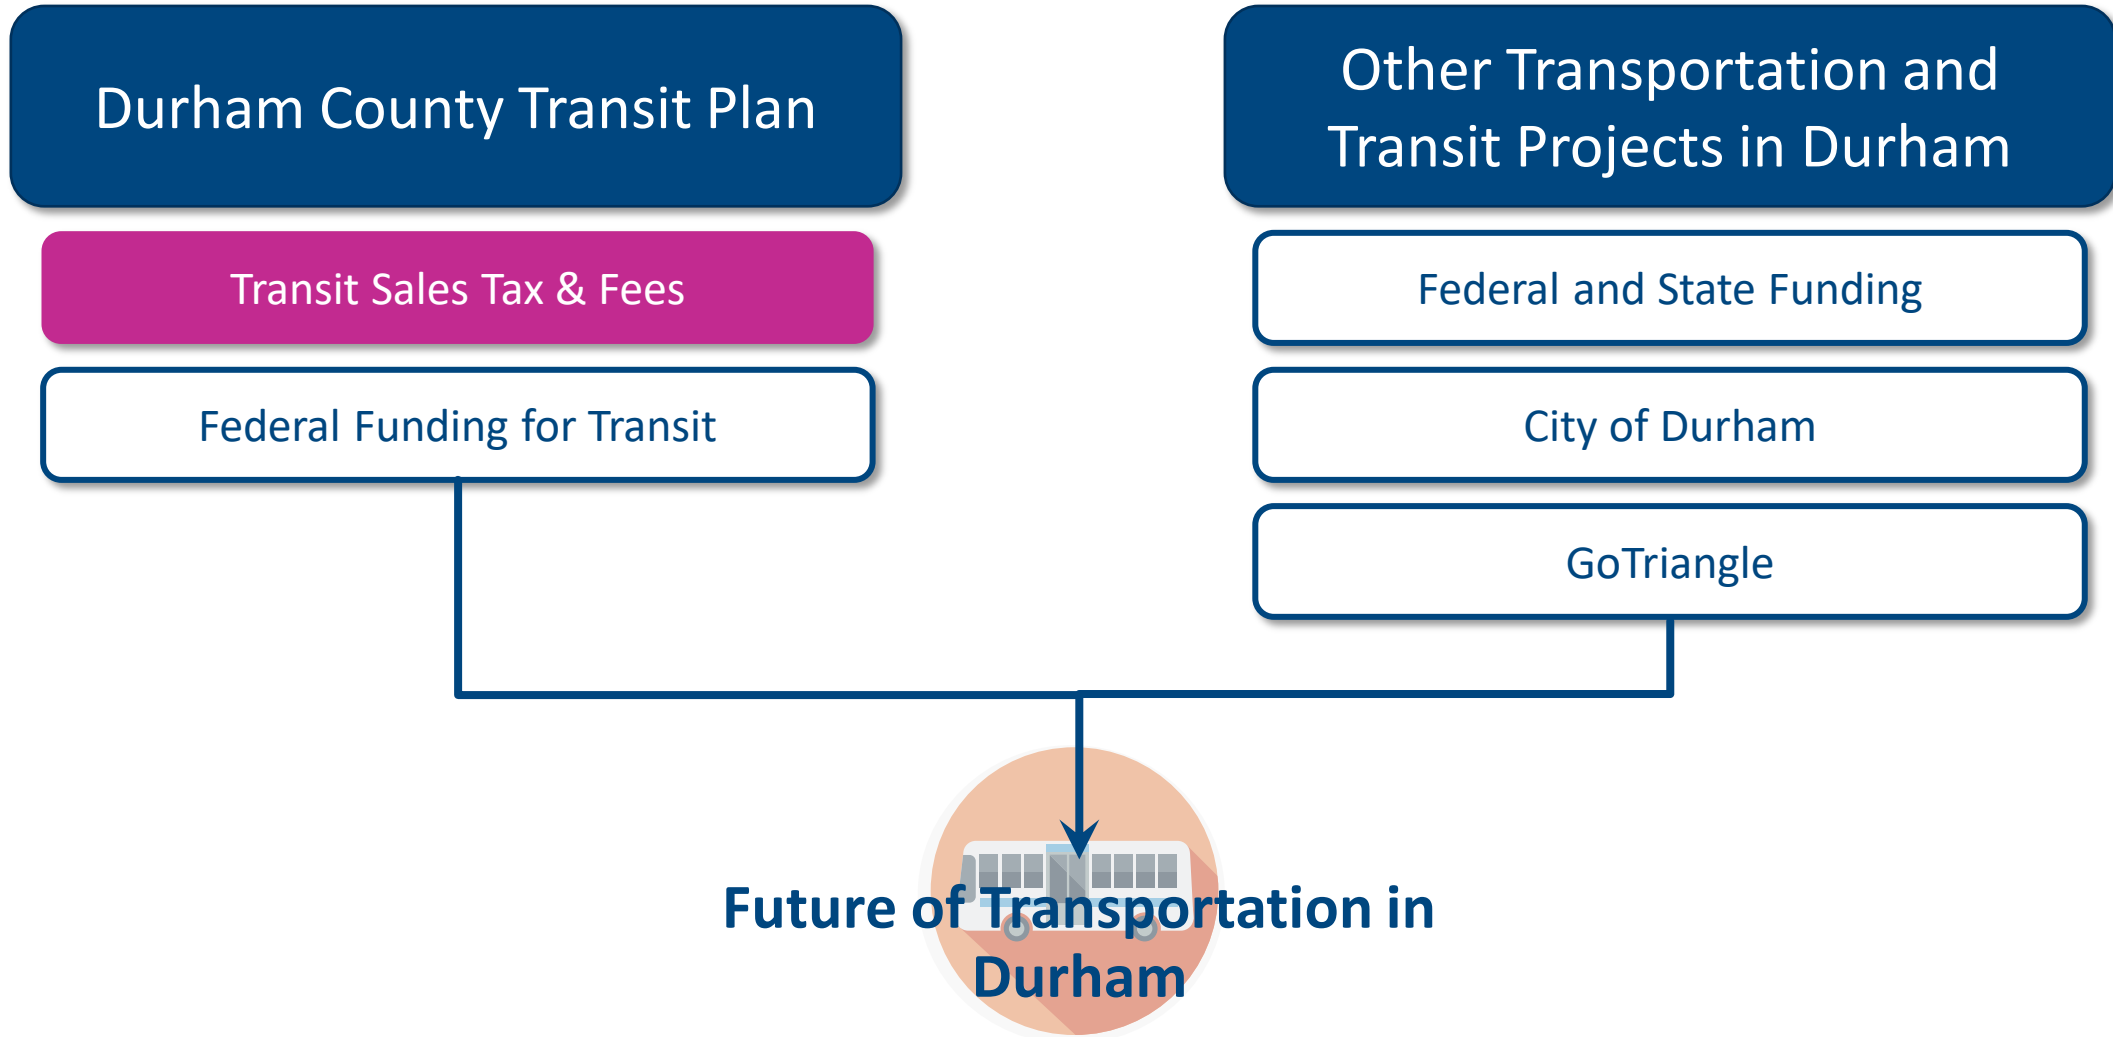 Durham County Transit Plan
Transit Sales Tax & Fees
Federal Funding for Transit
Other Transportation and
Transit Projects in Durham
Federal and State Funding
City of Durham
GoTriangle
Future of Transportation in
Durham